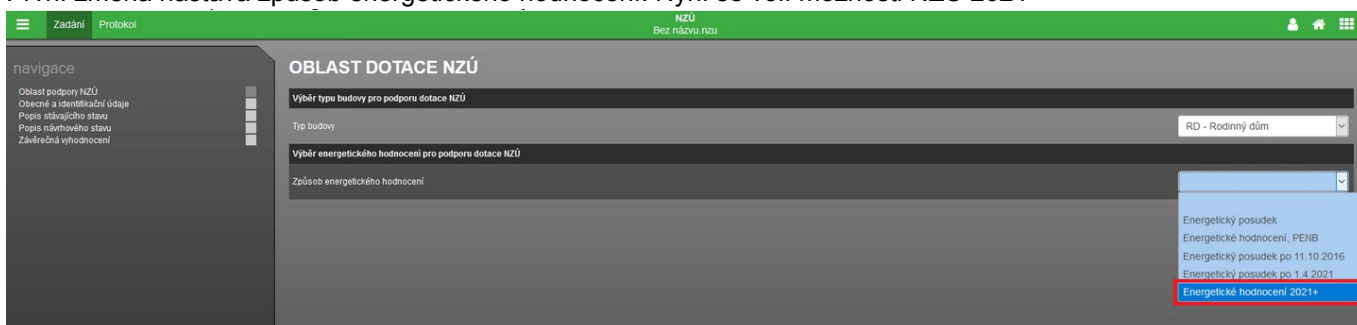 Zadání Protokol
NZÚ
Bez názvu.nzu
navigace
Oblast podpory NZÚ
Obecné a identifikační údaje
Popis stávajícího stavu
Popis návrhového stavu
Závěrečná vyhodnocení
OBLAST DOTACE NZÚ
Výběr typu budovy pro podporu dotace NZÚ
Typ budovy
RD - Rodinný dům
Výběr energetického hodnocení pro podporu dotace NZÚ
Způsob energetického hodnocení
Energetický posudek
Energetické hodnocení, PENB
Energetický posudek po 11.10.2016
Energetický posudek po 1.4.2021
Energetické hodnocení 2021+